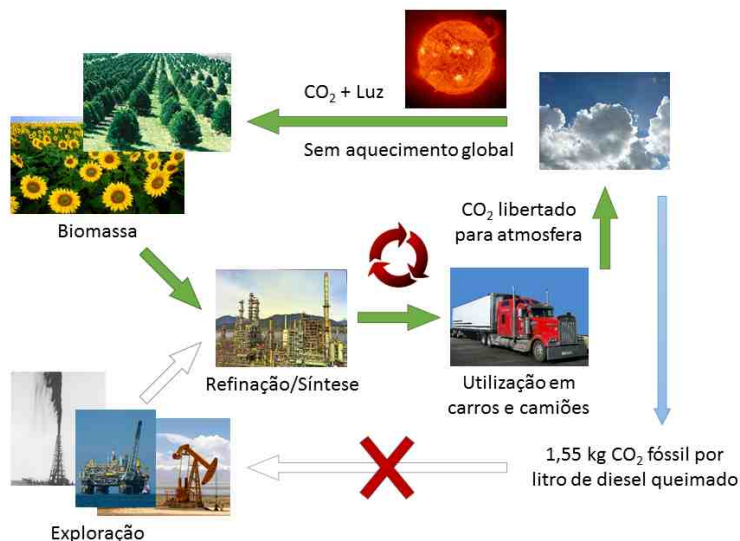 CO₂ + Luz
Sem aquecimento global
Biomassa
CO₂ libertado
para atmosfera
Refinação/Síntese
Utilização em
carros e camiões
1,55 kg CO₂ fóssil por
litro de diesel queimado
Exploração